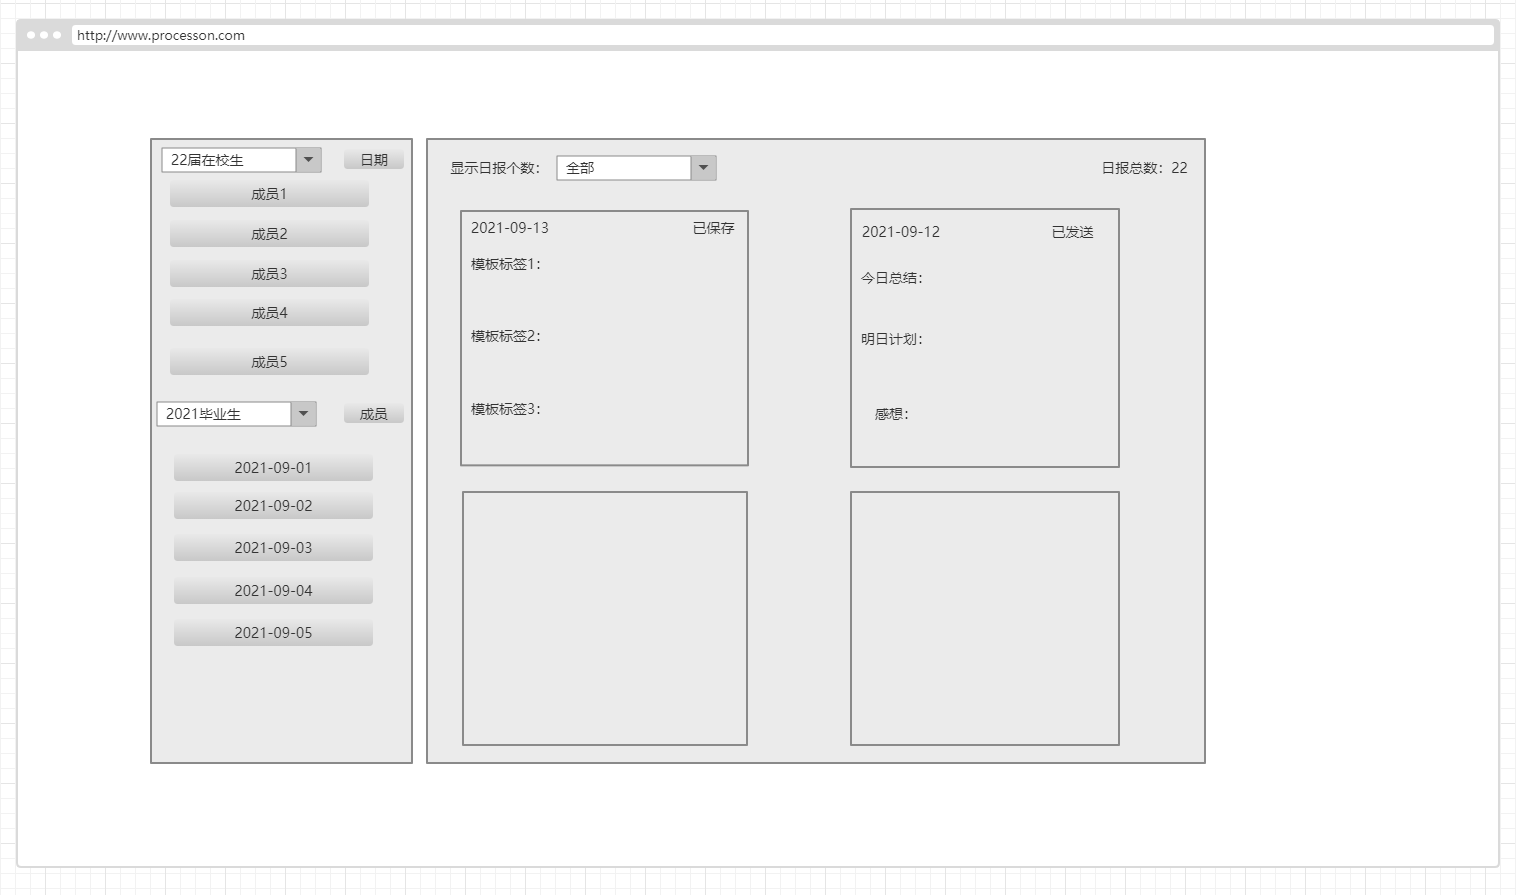 http://www.processon.com
22届在校生
日期
成员1
成员2
成员3
成员4
成员5
2021毕业生
成员
2021-09-01
2021-09-02
2021-09-03
2021-09-04
2021-09-05
显示日报个数：
全部
日报总数：22
2021-09-13
已保存
模板标签1：
模板标签2：
模板标签3：
2021-09-12
已发送
今日总结：
明日计划：
感想：